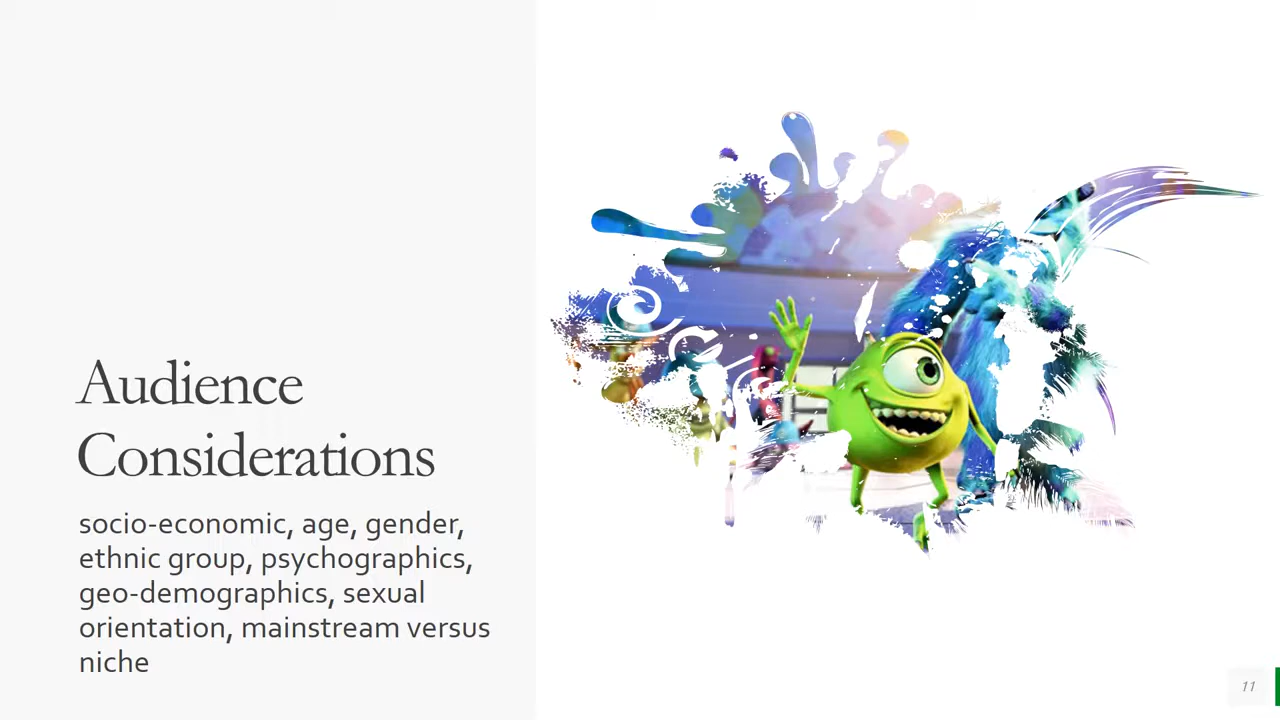 Audience
Considerations
socio-economic, age, gender,
ethnic group, psychographics,
geo-demographics, sexual
orientation, mainstream versus
niche
11